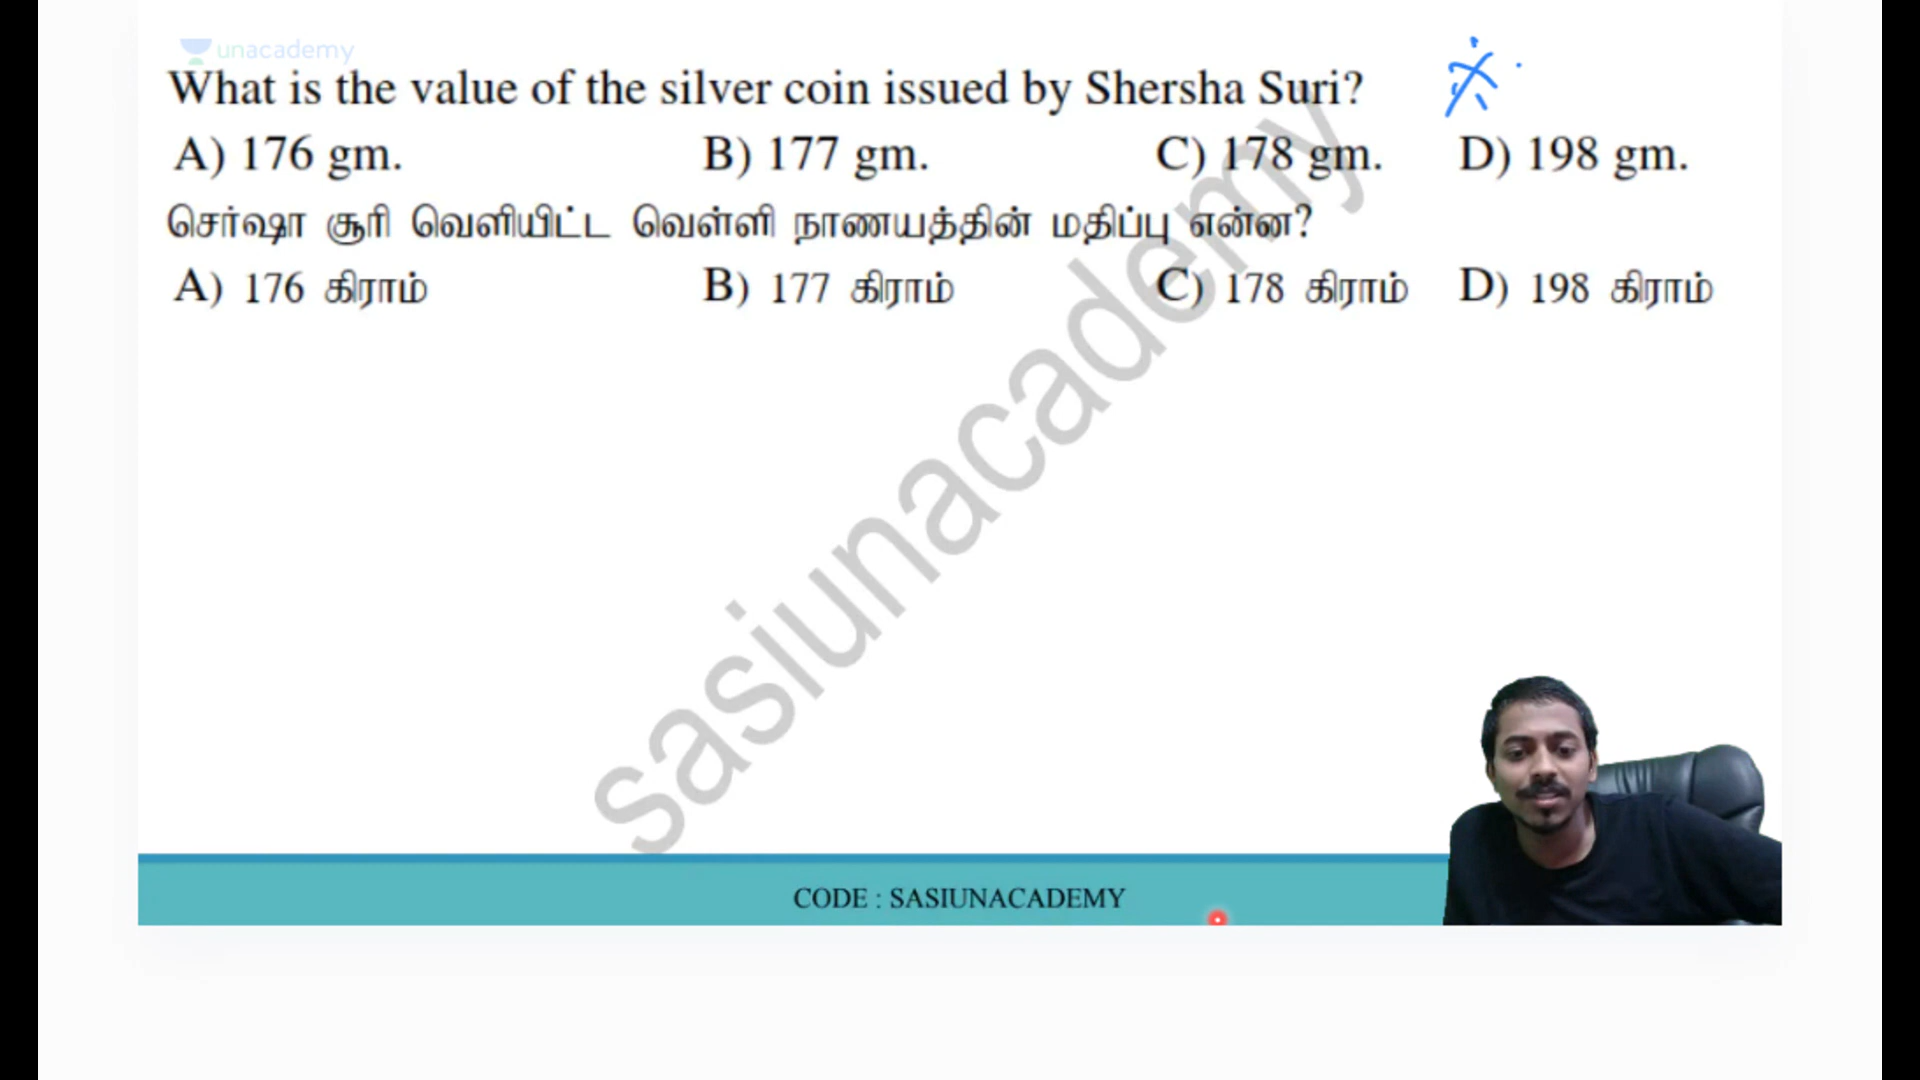 unacademy
What is the value of the silver coin issued by Shersha Suri?
A) 176 gm. B) 177 gm. C) 178 gm. D) 198 gm.
செர்ஷா சூரி வெளியிட்ட வெள்ளி நாணயத்தின் மதிப்பு என்ன?
A) 176 கிராம் B) 177 கிராம் C) 178 கிராம் D) 198 கிராம்
sasiunacademy
CODE : SASIUNACADEMY